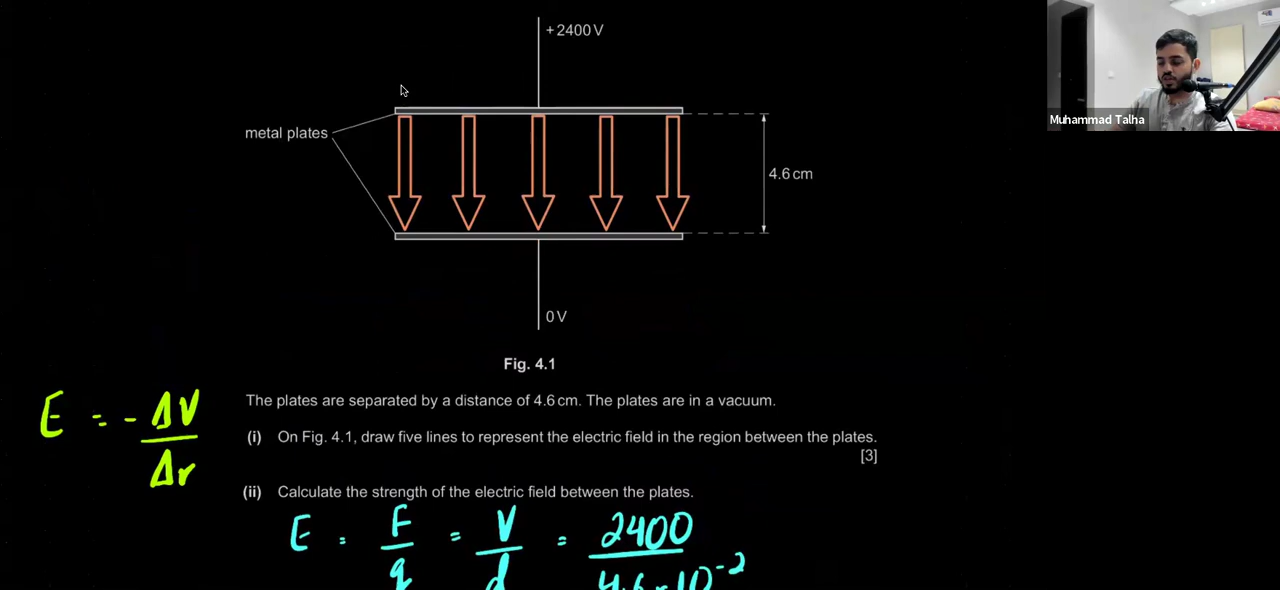 +2400 V
Muhammad Talha
metal plates
4.6 cm
0 V
Fig. 4.1
The plates are separated by a distance of 4.6 cm. The plates are in a vacuum.
E = - ΔV / Δr
(i) On Fig. 4.1, draw five lines to represent the electric field in the region between the plates.
[3]
(ii) Calculate the strength of the electric field between the plates.
E = F / q = V / d = 2400 / 4.6 × 10⁻²